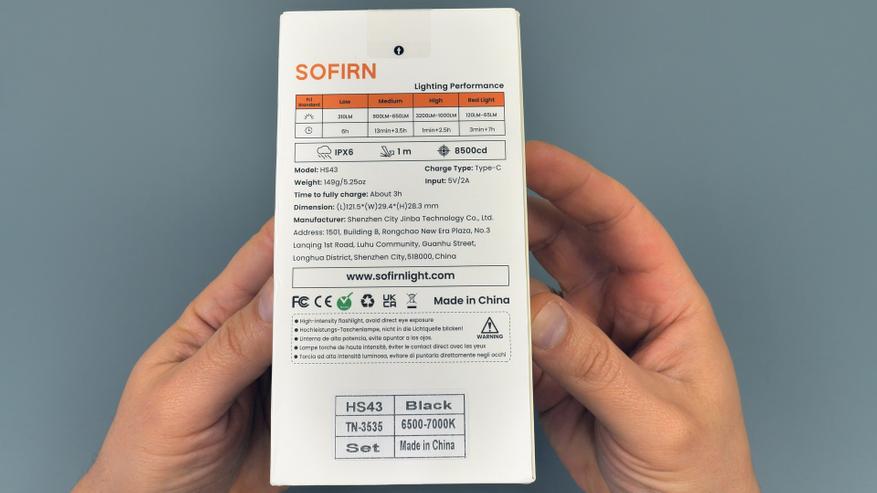 SOFIRN
Lighting Performance
FL1 Standard Low Medium High Red Light
310LM 900LM-650LM 3200LM-1000LM 120LM-65LM
6h 13min+3.5h 1min+2.5h 3min+7h
IPX6 1 m 8500cd
Model: HS43 Charge Type: Type-C
Weight: 149g/5.25oz Input: 5V/2A
Time to fully charge: About 3h
Dimension: (L)121.5*(W)29.4*(H)28.3 mm
Manufacturer: Shenzhen City Jinba Technology Co., Ltd.
Address: 1501, Building B, Rongchao New Era Plaza, No.3
Lanqing 1st Road, Luhu Community, Guanhu Street,
Longhua District, Shenzhen City,518000, China
www.sofirnlight.com
FC CE UK CA Made in China
• High-intensity flashlight, avoid direct eye exposure
• Hochleistungs-Taschenlampe, nicht in die Lichtquelle blicken!
• Linterna de alta potencia, evite apuntar a los ojos.
• Lampe torche de haute intensité, éviter le contact direct avec les yeux
• Torcia ad alta intensità luminosa, evitare di puntarla direttamente negli occhi
WARNING
HS43 Black
TN-3535 6500-7000K
Set Made in China